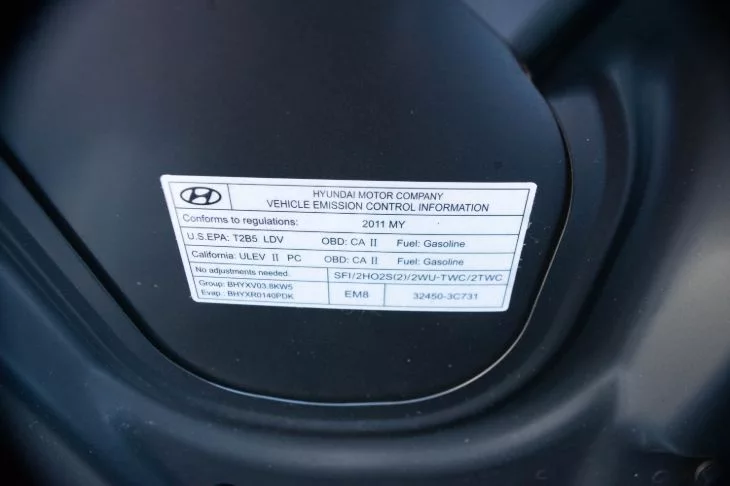 HYUNDAI MOTOR COMPANY
VEHICLE EMISSION CONTROL INFORMATION
Conforms to regulations: 2011 MY
U.S.EPA: T2B5 LDV OBD: CA II Fuel: Gasoline
California: ULEV II PC OBD: CA II Fuel: Gasoline
No adjustments needed. SFI/2HO2S(2)/2WU-TWC/2TWC
Group: BHYXV03.8KW5
Evap.: BHYXR0140PDK EM8 32450-3C731